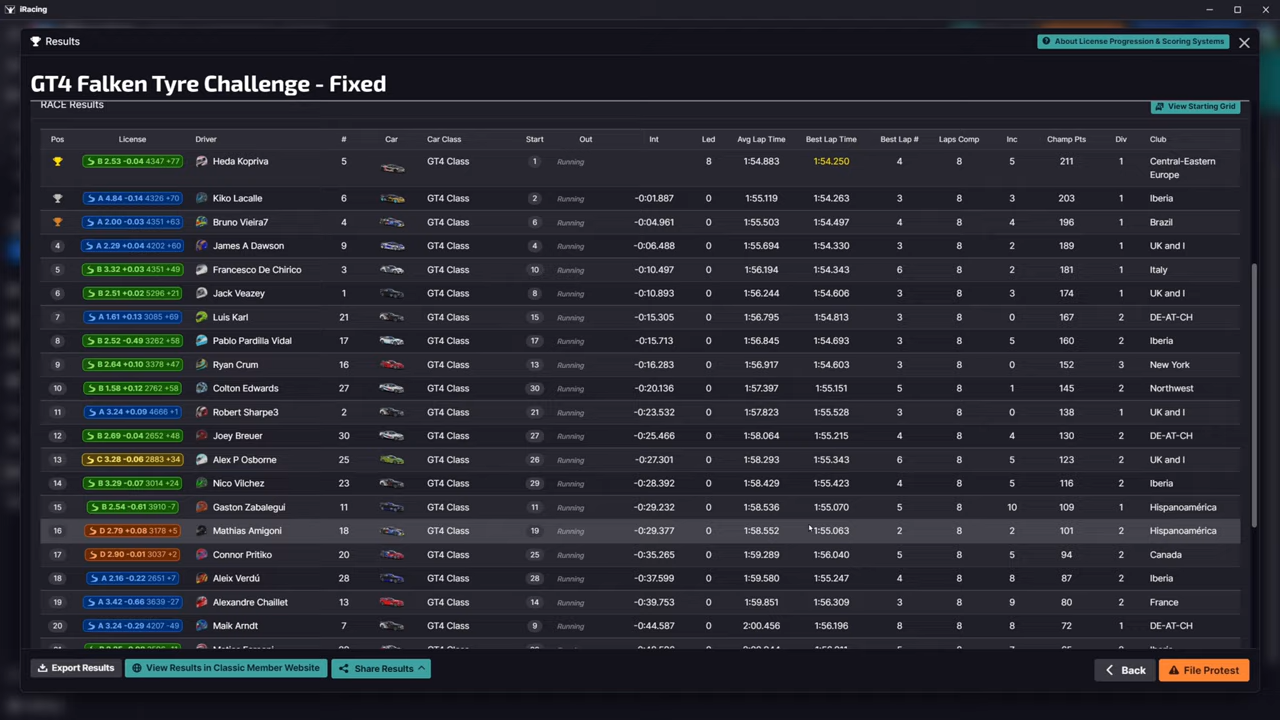 iRacing
Results
About License Progression & Scoring Systems
GT4 Falken Tyre Challenge - Fixed
RACE Results
View Starting Grid
Pos License Driver # Car Car Class Start Out Int Led Avg Lap Time Best Lap Time Best Lap # Laps Comp Inc Champ Pts Div Club
B 2.53 -0.04 4347 +77 Heda Kopriva 5 GT4 Class 1 Running 8 1:54.883 1:54.250 4 8 5 211 1 Central-Eastern
Europe
A 4.84 -0.14 4326 +70 Kiko Lacalle 6 GT4 Class 2 Running -0:01.887 0 1:55.119 1:54.263 3 8 3 203 1 Iberia
A 2.00 -0.03 4351 +63 Bruno Vieira7 4 GT4 Class 6 Running -0:04.961 0 1:55.503 1:54.497 4 8 4 196 1 Brazil
4 A 2.29 +0.04 4202 +60 James A Dawson 9 GT4 Class 4 Running -0:06.488 0 1:55.694 1:54.330 4 8 2 189 1 UK and I
5 B 3.32 +0.03 4351 +49 Francesco De Chirico 3 GT4 Class 10 Running -0:10.497 0 1:56.194 1:54.343 6 8 2 181 1 Italy
6 B 2.51 +0.02 5296 +21 Jack Veazey 1 GT4 Class 8 Running -0:10.893 0 1:56.244 1:54.606 3 8 3 174 1 UK and I
7 A 1.61 +0.13 3085 +69 Luis Karl 21 GT4 Class 15 Running -0:15.305 0 1:56.795 1:54.813 3 8 0 167 2 DE-AT-CH
8 B 2.52 -0.49 3262 +58 Pablo Pardilla Vidal 17 GT4 Class 17 Running -0:15.713 0 1:56.845 1:54.693 3 8 5 160 2 Iberia
9 B 2.64 +0.10 3378 +47 Ryan Crum 16 GT4 Class 13 Running -0:16.283 0 1:56.917 1:54.603 3 8 0 152 3 New York
10 B 1.58 +0.12 2762 +58 Colton Edwards 27 GT4 Class 30 Running -0:20.136 0 1:57.397 1:55.151 5 8 1 145 2 Northwest
11 A 3.24 +0.09 4666 +1 Robert Sharpe3 2 GT4 Class 21 Running -0:23.532 0 1:57.823 1:55.528 3 8 0 138 1 UK and I
12 B 2.69 -0.04 2652 +48 Joey Breuer 30 GT4 Class 27 Running -0:25.466 0 1:58.064 1:55.215 4 8 4 130 2 DE-AT-CH
13 C 3.28 -0.06 2883 +34 Alex P Osborne 25 GT4 Class 26 Running -0:27.301 0 1:58.293 1:55.343 6 8 5 123 2 UK and I
14 B 3.29 -0.07 3014 +24 Nico Vilchez 23 GT4 Class 29 Running -0:28.392 0 1:58.429 1:55.423 4 8 5 116 2 Iberia
15 B 2.54 -0.61 3910 -7 Gaston Zabalegui 11 GT4 Class 11 Running -0:29.232 0 1:58.536 1:55.070 5 8 10 109 1 Hispanoamérica
16 D 2.79 +0.08 3178 +5 Mathias Amigoni 18 GT4 Class 19 Running -0:29.377 0 1:58.552 1:55.063 2 8 2 101 2 Hispanoamérica
17 D 2.90 -0.01 3037 +2 Connor Pritiko 20 GT4 Class 25 Running -0:35.265 0 1:59.289 1:56.040 5 8 5 94 2 Canada
18 A 2.16 -0.22 2651 +7 Aleix Verdú 28 GT4 Class 28 Running -0:37.599 0 1:59.580 1:55.247 4 8 8 87 2 Iberia
19 A 3.42 -0.66 3639 -27 Alexandre Chaillet 13 GT4 Class 14 Running -0:39.753 0 1:59.851 1:56.309 3 8 9 80 2 France
20 A 3.24 -0.29 4207 -49 Maik Arndt 7 GT4 Class 9 Running -0:44.587 0 2:00.456 1:56.196 8 8 8 72 1 DE-AT-CH
Export Results
View Results in Classic Member Website
Share Results
Back
File Protest